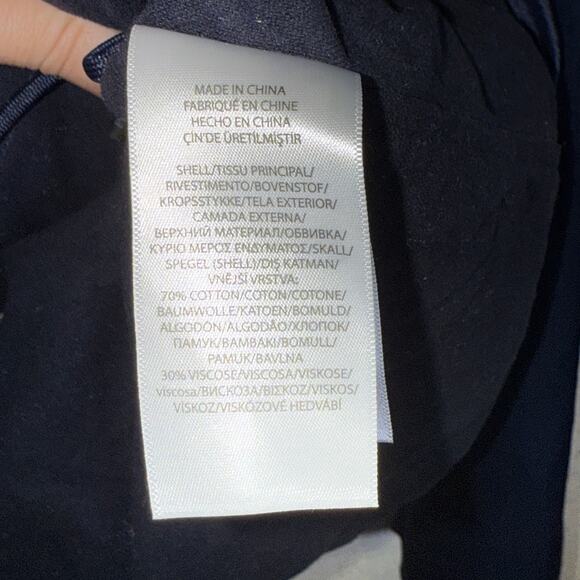 MADE IN CHINA
FABRIQUÉ EN CHINE
HECHO EN CHINA
ÇİN'DE ÜRETİLMİŞTİR
SHELL/TISSU PRINCIPAL/
RIVESTIMENTO/BOVENSTOF/
KROPSSTYKKE/TELA EXTERIOR/
CAMADA EXTERNA/
ВЕРХНИЙ МАТЕРИАЛ/ОБВИВКА/
ΚΥΡΙΟ ΜΕΡΟΣ ΕΝΔΥΜΑΤΟΣ/SKALL/
SPEGEL (SHELL)/DIŞ KATMAN/
VNĚJŠÍ VRSTVA:
70% COTTON/COTON/COTONE/
BAUMWOLLE/KATOEN/BOMULD/
ALGODÓN/ALGODÃO/ХЛОПОК/
ПАМУК/ΒΑΜΒΑΚΙ/BOMULL/
PAMUK/BAVLNA
30% VISCOSE/VISCOSA/VISKOSE/
viscosa/ВИСКОЗА/ΒΙΣΚΟΖ/VISKOS/
VİSKOZ/VISKÓZOVÉ HEDVÁBÍ